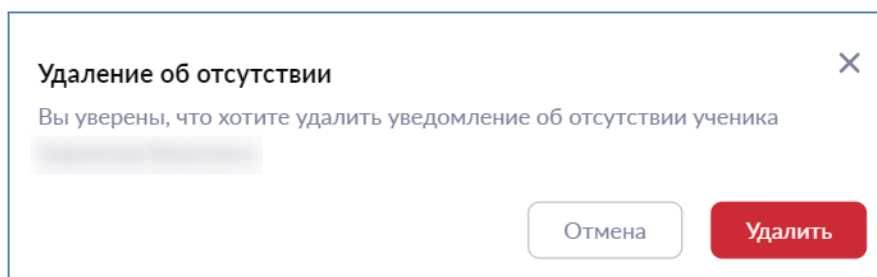 Удаление об отсутствии
Вы уверены, что хотите удалить уведомление об отсутствии ученика
Отмена
Удалить